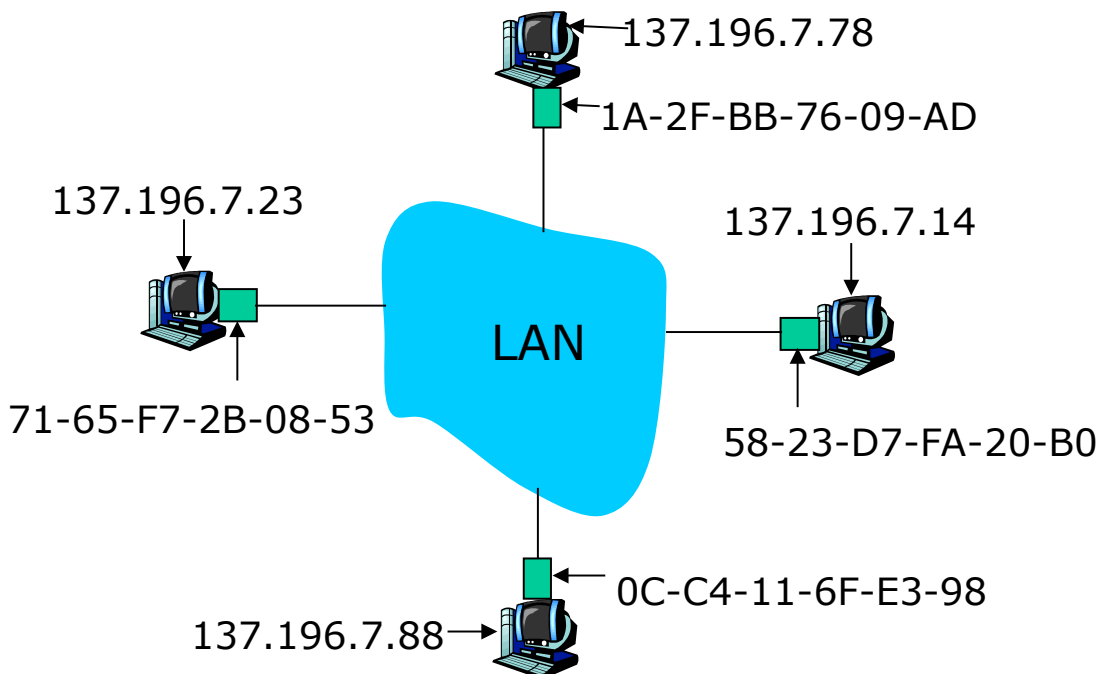 137.196.7.78
1A-2F-BB-76-09-AD
137.196.7.23
137.196.7.14
LAN
71-65-F7-2B-08-53
58-23-D7-FA-20-B0
0C-C4-11-6F-E3-98
137.196.7.88